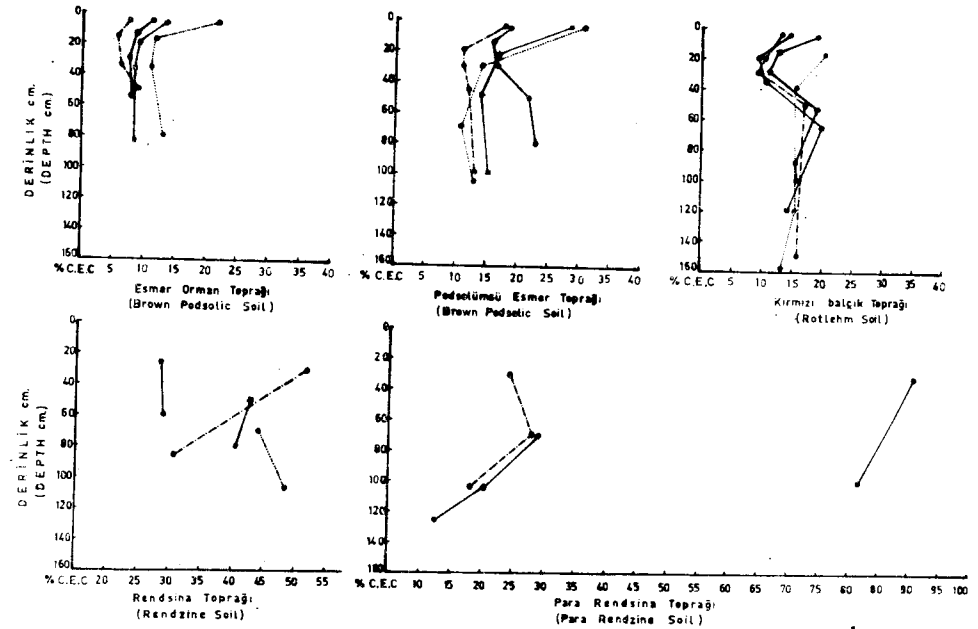 DERİNLİK cm.
(DEPTH cm.)
0
20
40
60
80
100
120
140
160
% C.E.C 5 10 15 20 25 30 35 40
Esmer Orman Toprağı
(Brown Podsolic Soil)
0
20
40
60
80
100
120
140
160
% C.E.C 5 10 15 20 25 30 35 40
Podsolümsü Esmer Toprağı
(Brown Podsolic Soil)
0
20
40
60
80
100
120
140
160
% C.E.C 5 10 15 20 25 30 35 40
Kırmızı balçık Toprağı
(Rotlehm Soil)
DERİNLİK cm.
(DEPTH cm.)
0
20
40
60
80
100
120
140
160
% C.E.C 20 25 30 35 40 45 50 55
Rendsina Toprağı
(Rendzine Soil)
0
20
40
60
80
100
120
140
160
180
% C.E.C 10 15 20 25 30 35 40 45 50 55 60 65 70 75 80 85 90 95 100
Para Rendsina Toprağı
(Para Rendzine Soil)